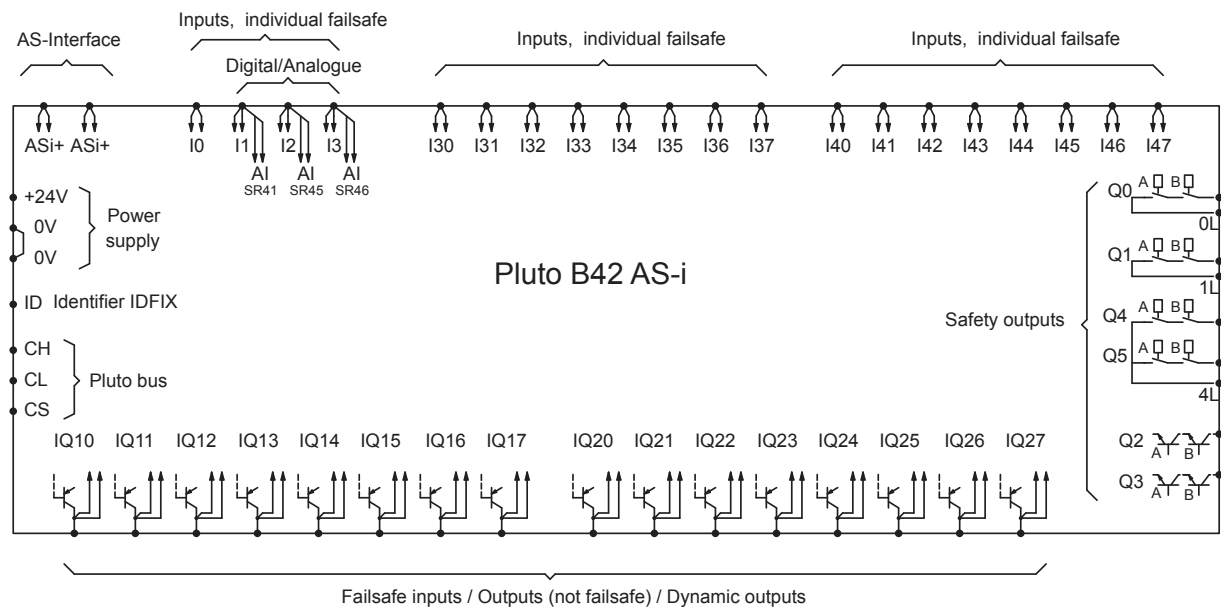 Inputs, individual failsafe
AS-Interface
Inputs, individual failsafe
Inputs, individual failsafe
Digital/Analogue
ASi+ ASi+ I0 I1 I2 I3 I30 I31 I32 I33 I34 I35 I36 I37 I40 I41 I42 I43 I44 I45 I46 I47
AI AI AI
SR41 SR45 SR46
+24V
0V
0V
Power
supply
ID Identifier IDFIX
CH
CL
CS
Pluto bus
Pluto B42 AS-i
Safety outputs
Q0 A B
0L
Q1 A B
1L
Q4 A B
Q5 A B
4L
Q2 A B
Q3 A B
IQ10 IQ11 IQ12 IQ13 IQ14 IQ15 IQ16 IQ17 IQ20 IQ21 IQ22 IQ23 IQ24 IQ25 IQ26 IQ27
Failsafe inputs / Outputs (not failsafe) / Dynamic outputs